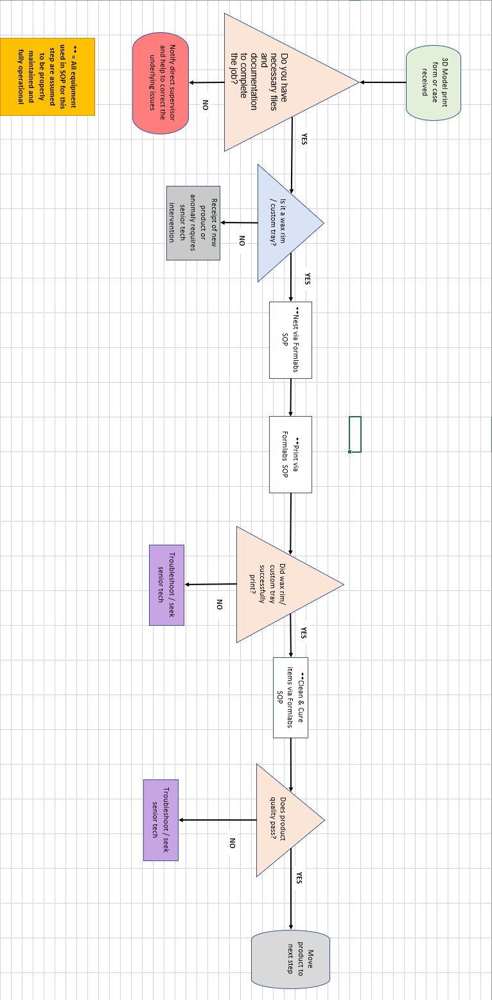 3D Model print
form or case
received
Do you have
necessary files
and
documentation
to complete
the job?
YES
NO
Notify direct supervisor
and help to correct the
underlying issues
** = All equipment
used in SOP for this
step are assumed
to be properly
maintained and
fully operational
Is it a wax rim
/ custom tray?
YES
NO
Receipt of new
product or
anomaly requires
senior tech
intervention
**Nest via Formlabs
SOP
**Print via
Formlabs SOP
Did wax rim/
custom tray
successfully
print?
YES
NO
Troubleshoot / seek
senior tech
**Clean & Cure
items via Formlabs
SOP
Does product
quality pass?
YES
NO
Troubleshoot / seek
senior tech
Move
product to
next step